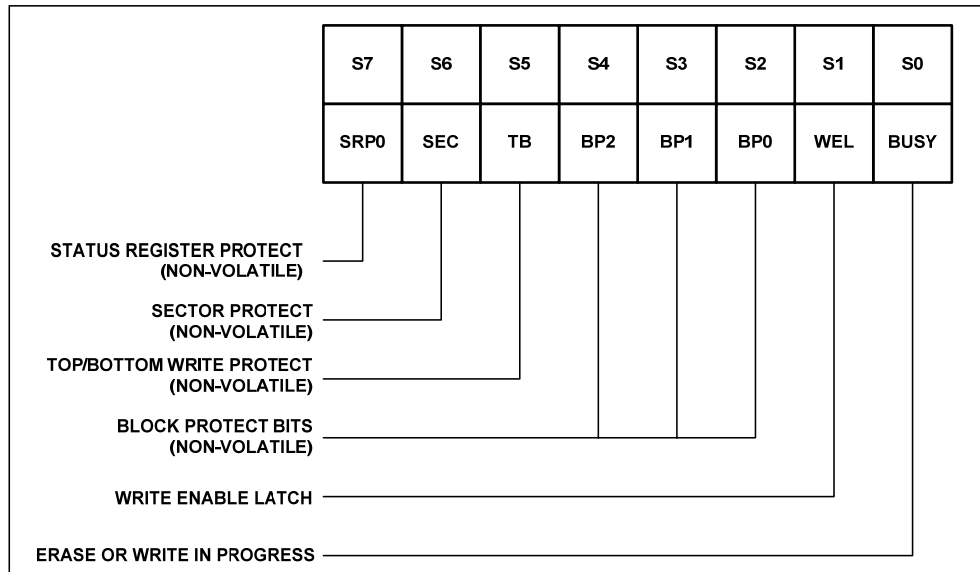 S7 S6 S5 S4 S3 S2 S1 S0
SRP0 SEC TB BP2 BP1 BP0 WEL BUSY
STATUS REGISTER PROTECT
(NON-VOLATILE)
SECTOR PROTECT
(NON-VOLATILE)
TOP/BOTTOM WRITE PROTECT
(NON-VOLATILE)
BLOCK PROTECT BITS
(NON-VOLATILE)
WRITE ENABLE LATCH
ERASE OR WRITE IN PROGRESS